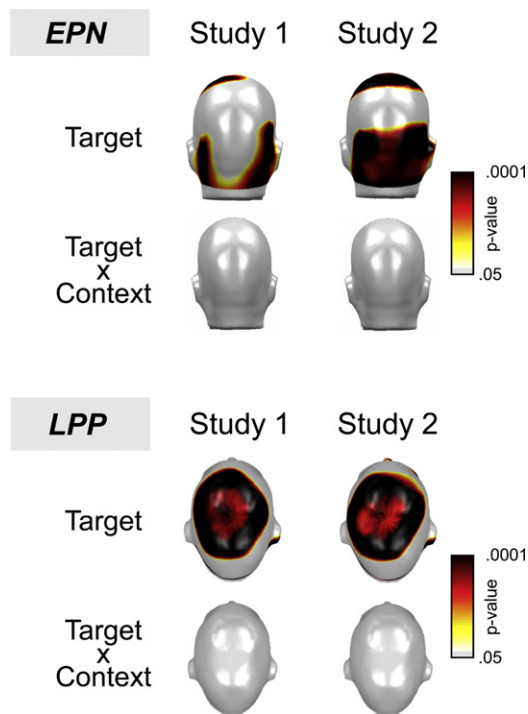 EPN
Study 1
Study 2
Target
.0001
p-value
.05
Target
x
Context
LPP
Study 1
Study 2
Target
.0001
p-value
.05
Target
x
Context